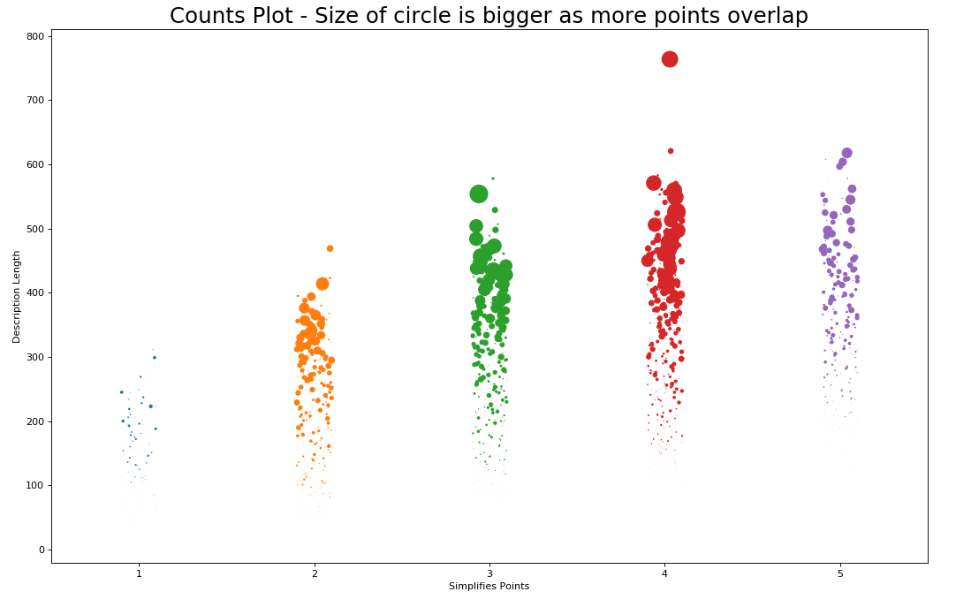 Counts Plot - Size of circle is bigger as more points overlap
800
700
600
500
400
300
200
100
0
Description Length
1 2 3 4 5
Simplifies Points